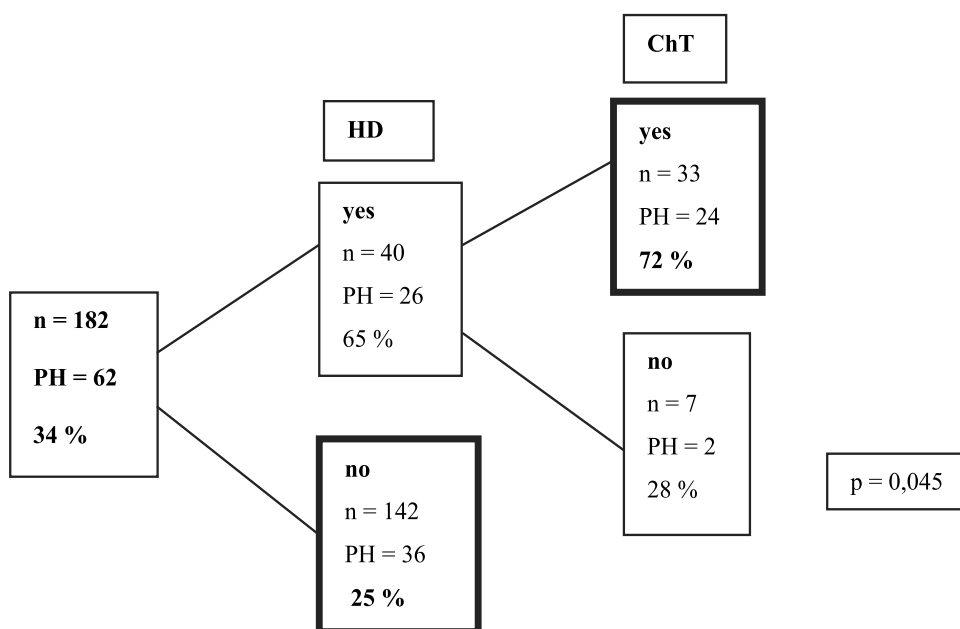 ChT
HD
yes
n = 33
PH = 24
72 %
yes
n = 40
PH = 26
65 %
n = 182
PH = 62
34 %
no
n = 7
PH = 2
28 %
no
n = 142
PH = 36
25 %
p = 0,045